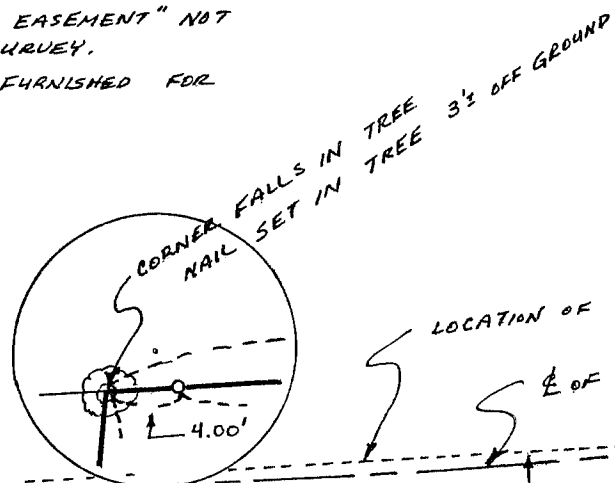 EASEMENT" NOT
URVEY.
FURNISHED FOR
CORNER FALLS IN TREE
NAIL SET IN TREE 3'± OFF GROUND
LOCATION OF
℄ OF
4.00'